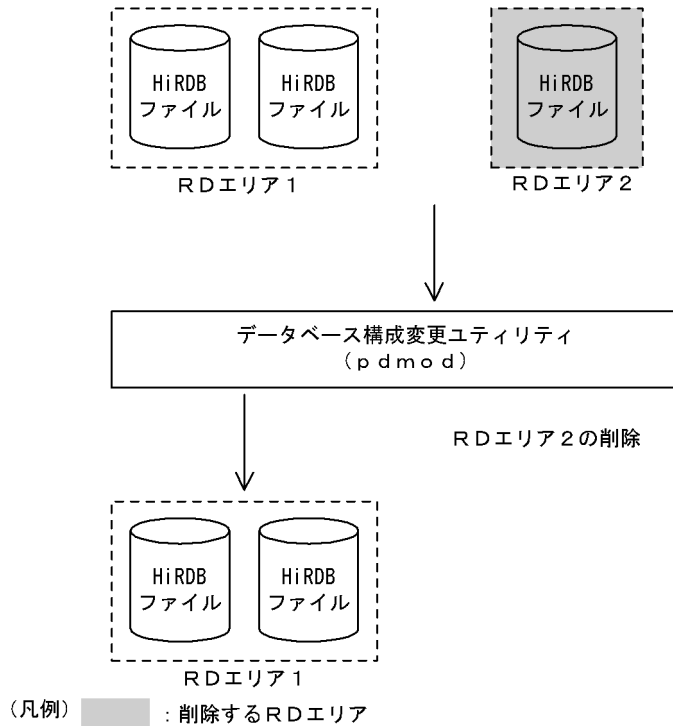 HiRDB
ファイル
HiRDB
ファイル
HiRDB
ファイル
RDエリア1
RDエリア2
データベース構成変更ユティリティ
(pdmod)
RDエリア2の削除
HiRDB
ファイル
HiRDB
ファイル
RDエリア1
(凡例) :削除するRDエリア